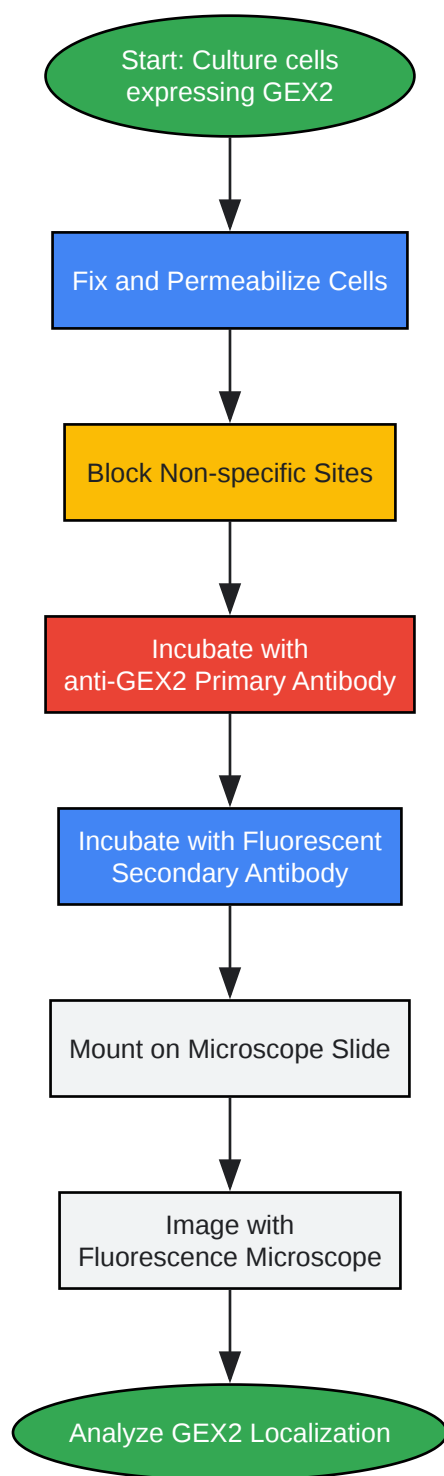 Start: Culture cells
expressing GEX2
Fix and Permeabilize Cells
Block Non-specific Sites
Incubate with
anti-GEX2 Primary Antibody
Incubate with Fluorescent
Secondary Antibody
Mount on Microscope Slide
Image with
Fluorescence Microscope
Analyze GEX2 Localization